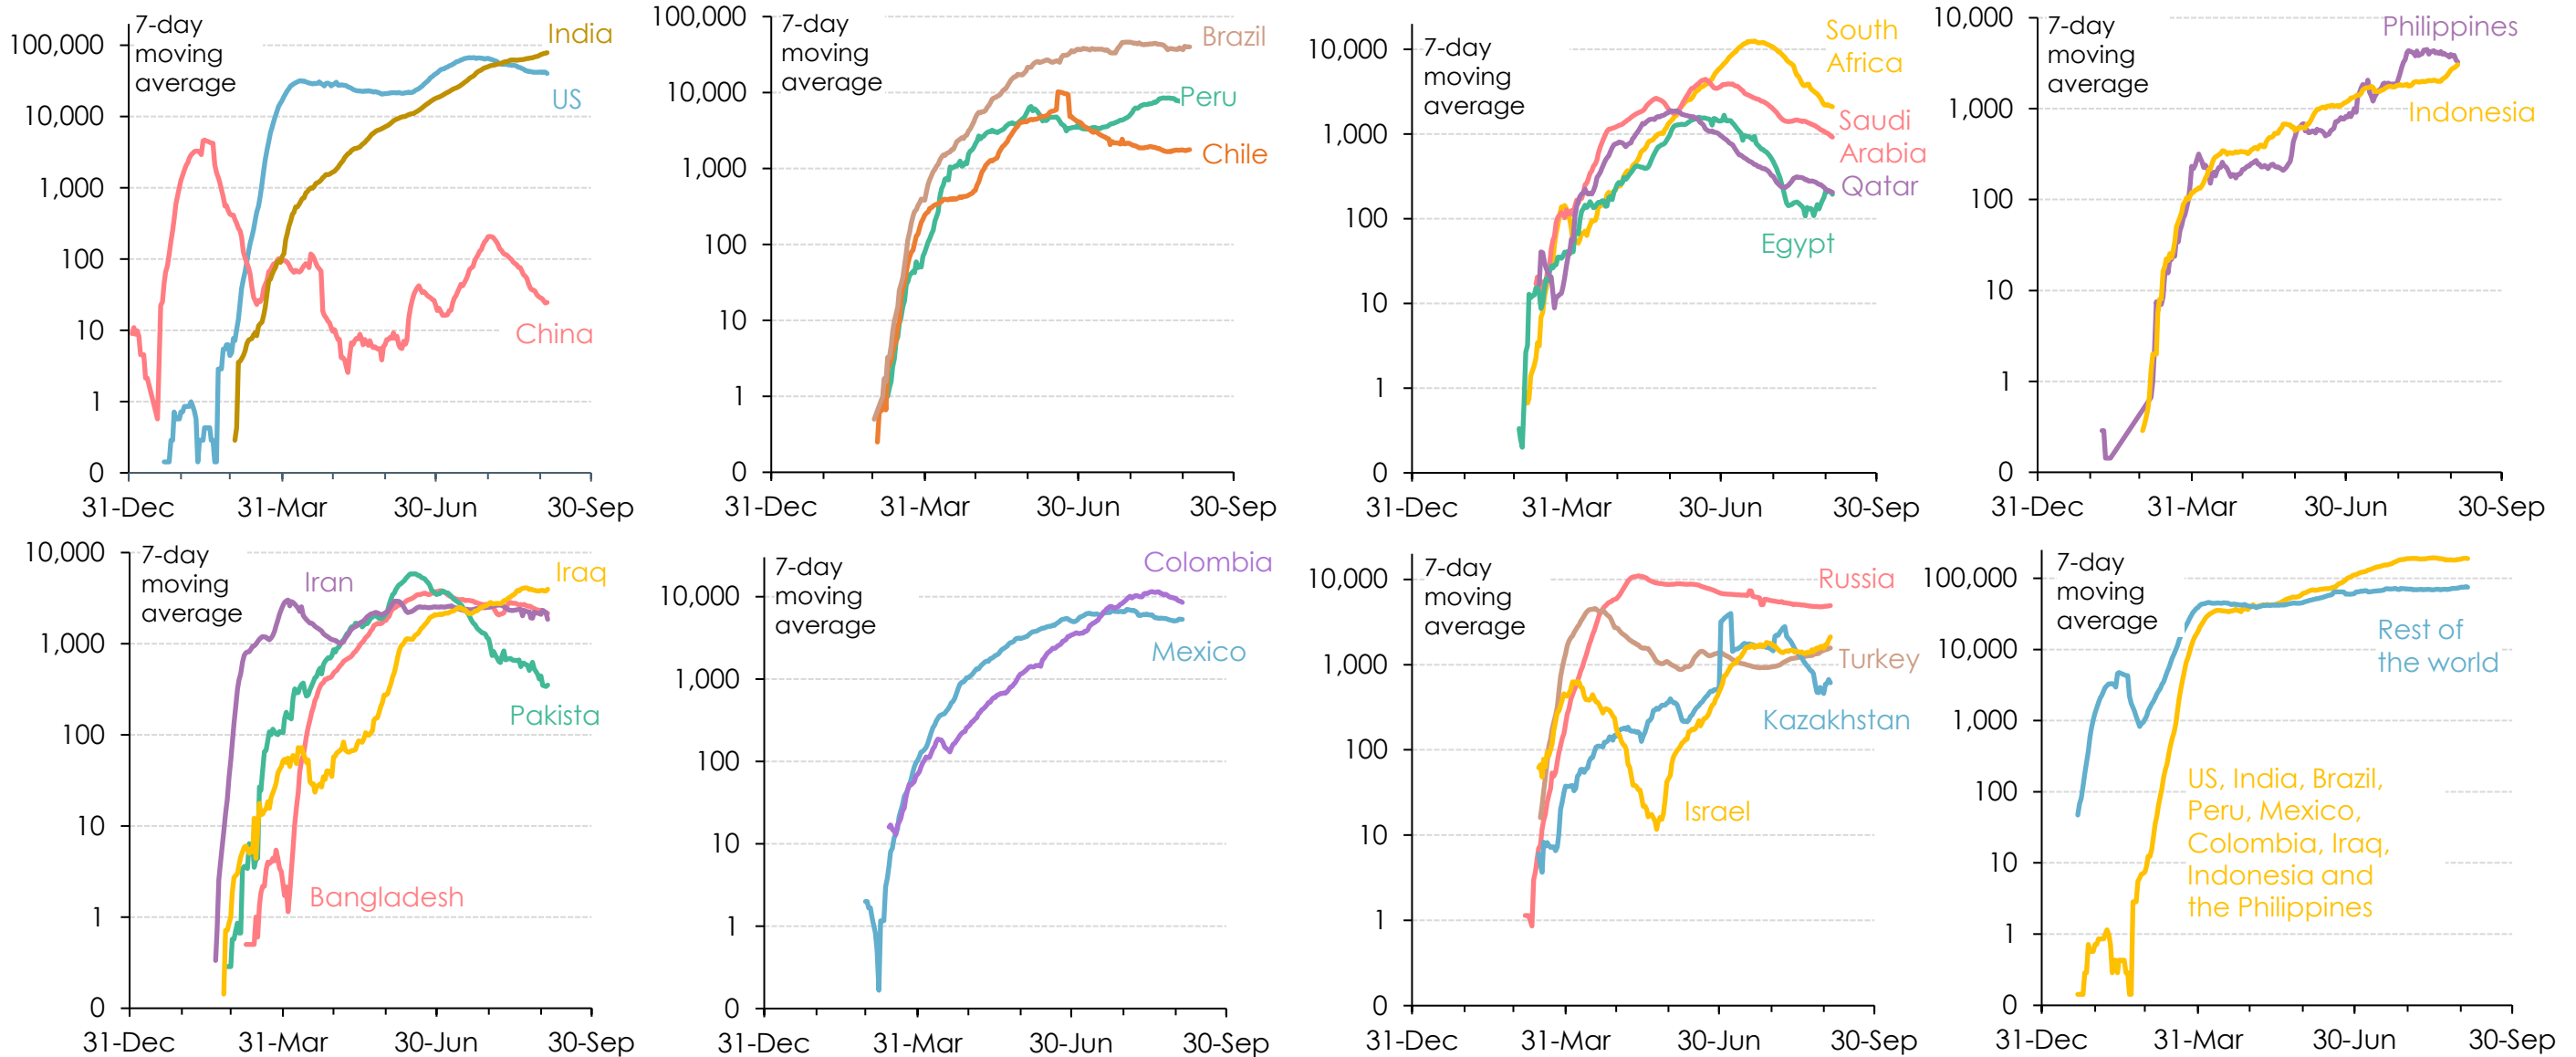 7-day
moving
average
100,000
10,000
1,000
100
10
1
0
India
US
China
31-Dec
31-Mar
30-Jun
30-Sep
7-day
moving
average
100,000
10,000
1,000
100
10
1
0
Brazil
Peru
Chile
31-Dec
31-Mar
30-Jun
30-Sep
7-day
moving
average
10,000
1,000
100
10
1
0
South
Africa
Saudi
Arabia
Qatar
Egypt
31-Dec
31-Mar
30-Jun
30-Sep
7-day
moving
average
10,000
1,000
100
10
1
0
Philippines
Indonesia
31-Dec
31-Mar
30-Jun
30-Sep
7-day
moving
average
10,000
1,000
100
10
1
0
Iran
Iraq
Pakista
Bangladesh
31-Dec
31-Mar
30-Jun
30-Sep
7-day
moving
average
10,000
1,000
100
10
1
0
Colombia
Mexico
31-Dec
31-Mar
30-Jun
30-Sep
7-day
moving
average
10,000
1,000
100
10
1
0
Russia
Turkey
Kazakhstan
Israel
31-Dec
31-Mar
30-Jun
30-Sep
7-day
moving
average
100,000
10,000
1,000
100
10
1
0
Rest of
the world
US, India, Brazil,
Peru, Mexico,
Colombia, Iraq,
Indonesia and
the Philippines
31-Dec
31-Mar
30-Jun
30-Sep